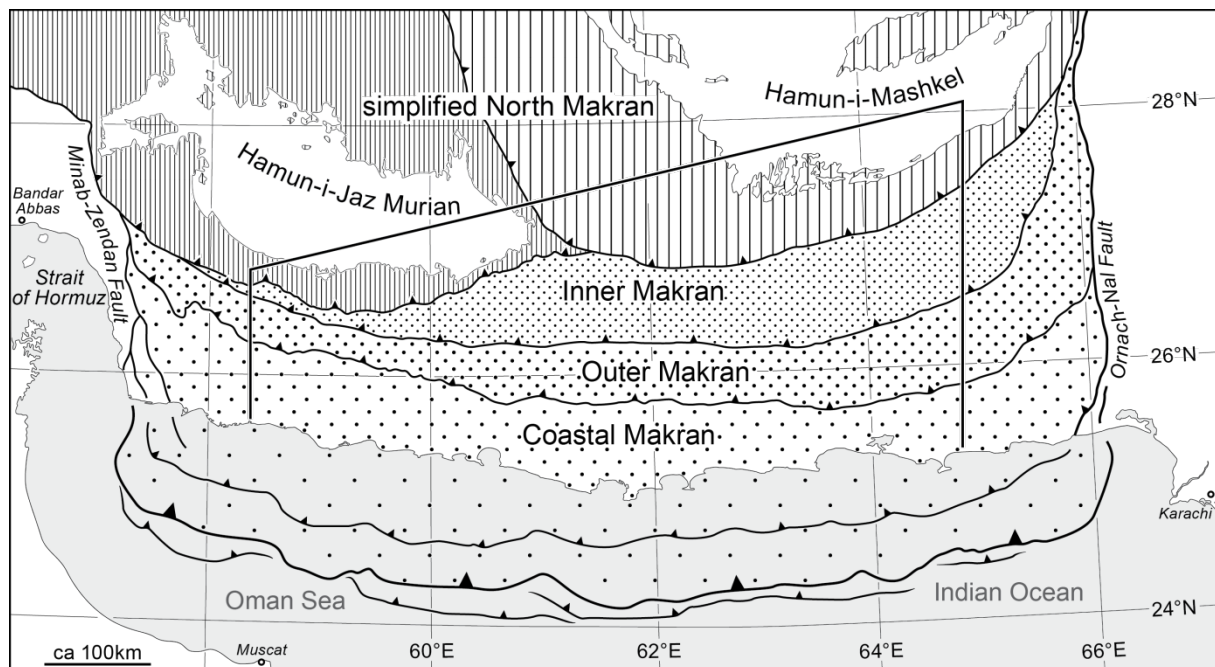 Hamun-i-Mashkel
simplified North Makran
28°N
Hamun-i-Jaz Murian
Minab-Zendan Fault
Bandar
Abbas
Strait
of Hormuz
Inner Makran
Ornach-Nal Fault
26°N
Outer Makran
Coastal Makran
Karachi
Oman Sea
Indian Ocean
24°N
ca 100km
Muscat
60°E
62°E
64°E
66°E